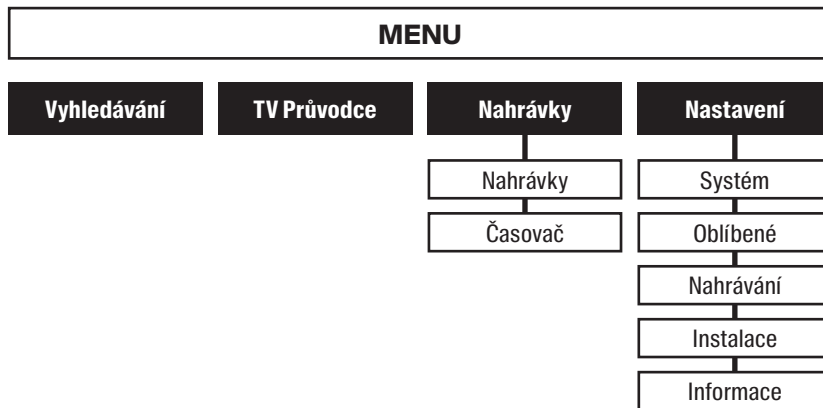 MENU
Vyhledávání
TV Průvodce
Nahrávky
Nastavení
Nahrávky
Systém
Časovač
Oblíbené
Nahrávání
Instalace
Informace